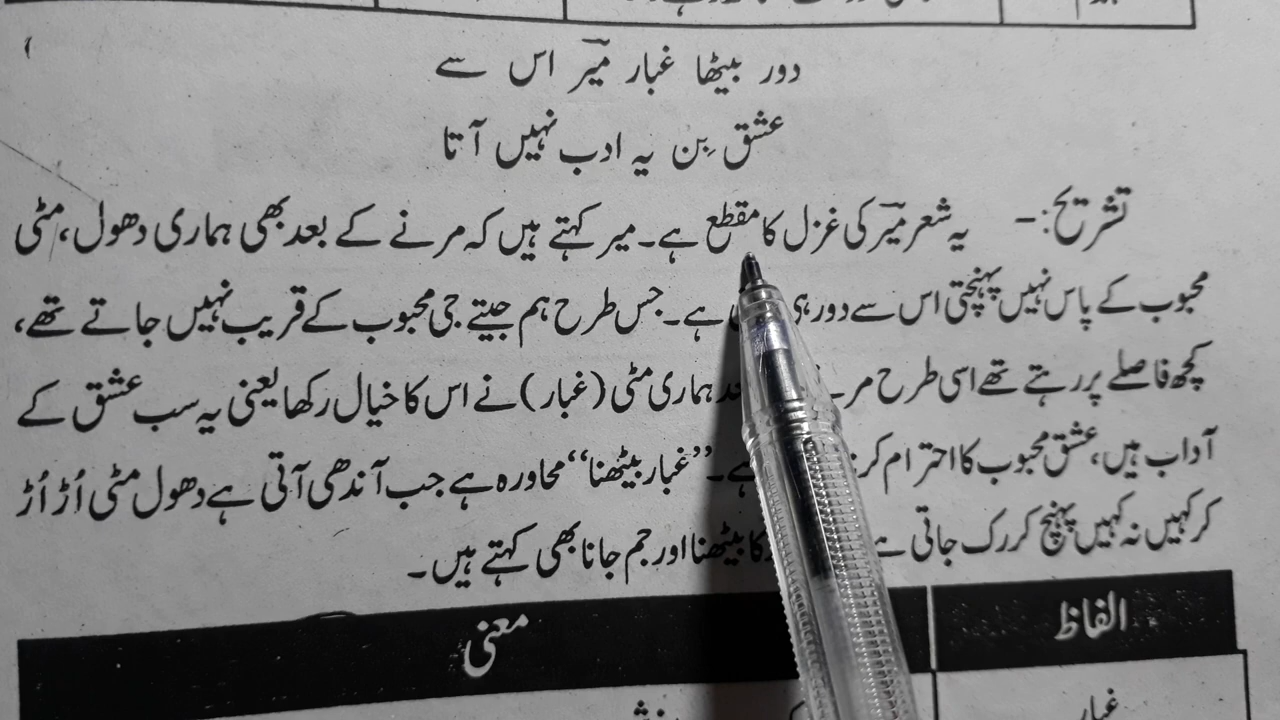 دور بیٹھا غبار میرؔ اس سے
عشق بِن یہ ادب نہیں آتا
تشریح:- یہ شعر میرؔ کی غزل کا مقطع ہے۔ میر کہتے ہیں کہ مرنے کے بعد بھی ہماری دھول، مٹی
محبوب کے پاس نہیں پہنچتی اس سے دور ہی ہے۔ جس طرح ہم جیتے جی محبوب کے قریب نہیں جاتے تھے،
کچھ فاصلے پر رہتے تھے اسی طرح ہماری مٹی (غبار) نے اس کا خیال رکھا یعنی یہ سب عشق کے
آداب ہیں، عشق محبوب کا احترام ہے۔ ”غبار بیٹھنا“ محاورہ ہے جب آندھی آتی ہے دھول مٹی اُڑ اُڑ
کر کہیں نہ کہیں پہنچ کر رک جاتی کا بیٹھنا اور جم جانا بھی کہتے ہیں۔
الفاظ معنی
غبار